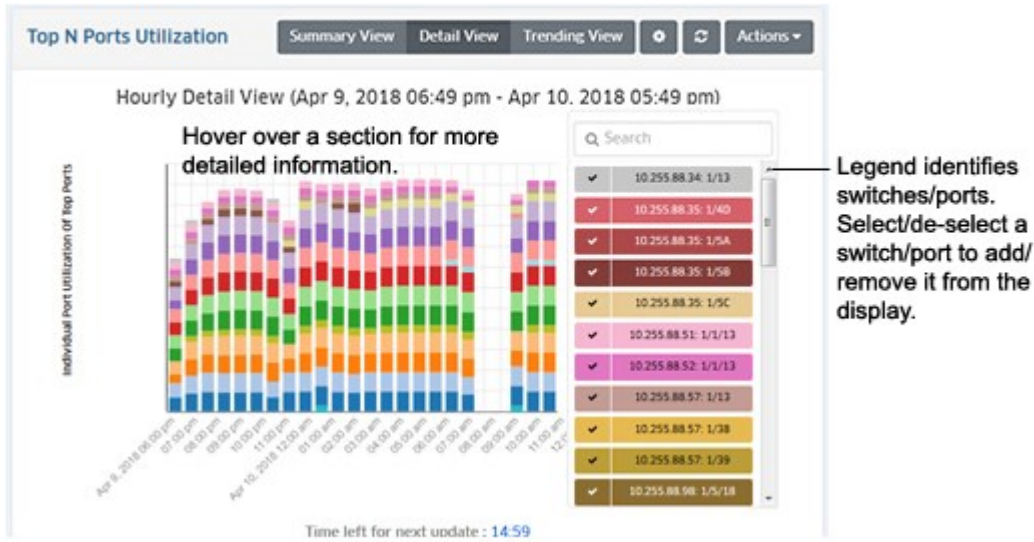 Top N Ports Utilization
Summary View
Detail View
Trending View
Actions
Hourly Detail View (Apr 9, 2018 06:49 pm - Apr 10, 2018 05:49 pm)
Hover over a section for more
detailed information.
Search
10.255.88.34: 1/13
10.255.88.35: 1/4D
10.255.88.35: 1/5A
10.255.88.35: 1/5B
10.255.88.35: 1/5C
10.255.88.51: 1/1/13
10.255.88.52: 1/1/13
10.255.88.57: 1/13
10.255.88.57: 1/38
10.255.88.57: 1/39
10.255.88.98: 1/5/18
Legend identifies
switches/ports.
Select/de-select a
switch/port to add/
remove it from the
display.
Individual Port Utilization Of Top Ports
Apr 9, 2018 06:00 pm
07:00 pm
08:00 pm
09:00 pm
10:00 pm
11:00 pm
Apr 10, 2018 12:00 am
01:00 am
02:00 am
03:00 am
04:00 am
05:00 am
06:00 am
07:00 am
08:00 am
09:00 am
10:00 am
11:00 am
12:0
Time left for next update : 14:59